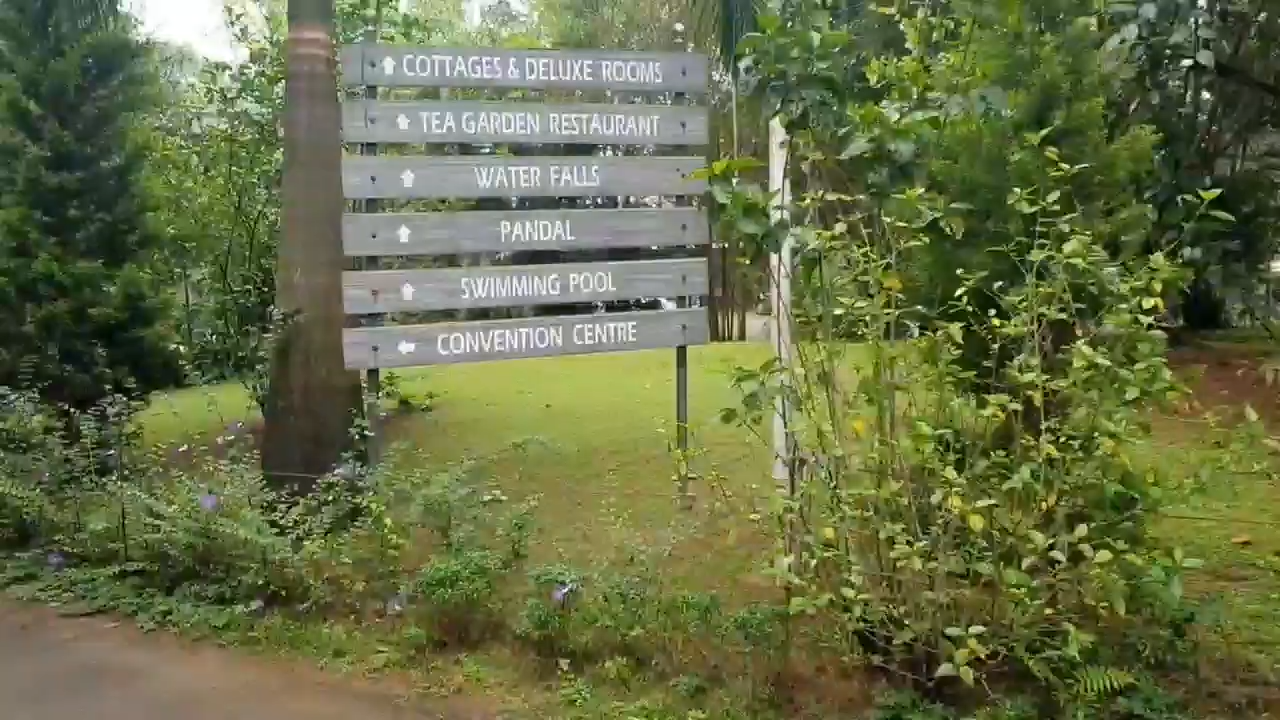 COTTAGES & DELUXE ROOMS
TEA GARDEN RESTAURANT
WATER FALLS
PANDAL
SWIMMING POOL
CONVENTION CENTRE